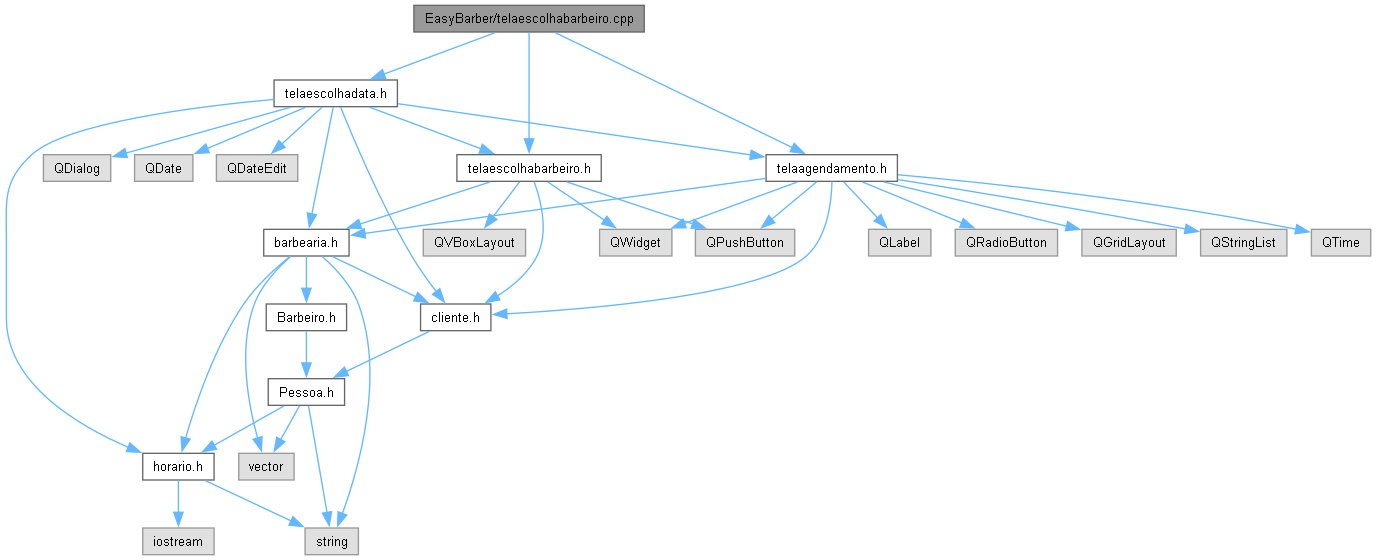 EasyBarber/telaescolhabarbeiro.cpp
telaescolhadata.h
QDialog
QDate
QDateEdit
telaescolhabarbeiro.h
telaagendamento.h
barbearia.h
QVBoxLayout
QWidget
QPushButton
QLabel
QRadioButton
QGridLayout
QStringList
QTime
Barbeiro.h
cliente.h
Pessoa.h
horario.h
vector
iostream
string